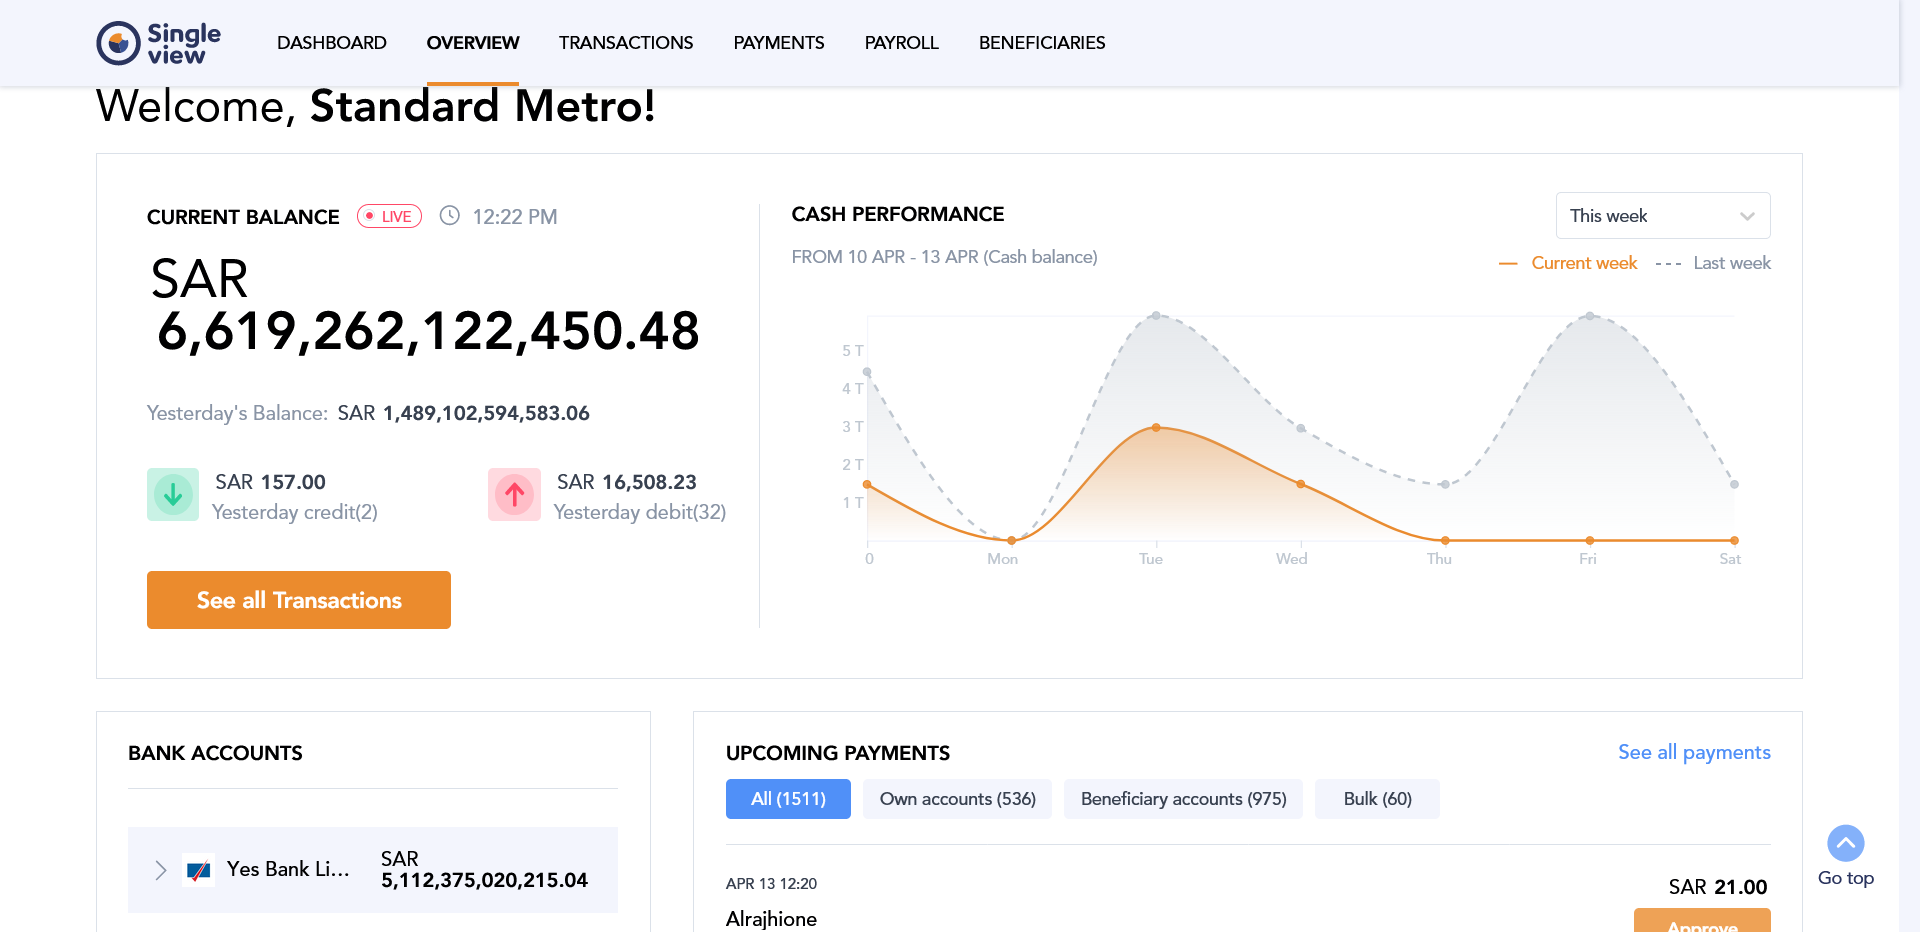 Single
view
DASHBOARD
OVERVIEW
TRANSACTIONS
PAYMENTS
PAYROLL
BENEFICIARIES
Welcome, Standard Metro!
CURRENT BALANCE
LIVE
12:22 PM
SAR
6,619,262,122,450.48
Yesterday's Balance: SAR 1,489,102,594,583.06
SAR 157.00
Yesterday credit(2)
SAR 16,508.23
Yesterday debit(32)
See all Transactions
CASH PERFORMANCE
This week
FROM 10 APR - 13 APR (Cash balance)
Current week
Last week
5 T
4 T
3 T
2 T
1 T
0
Mon
Tue
Wed
Thu
Fri
Sat
BANK ACCOUNTS
Yes Bank Li...
SAR
5,112,375,020,215.04
UPCOMING PAYMENTS
See all payments
All (1511)
Own accounts (536)
Beneficiary accounts (975)
Bulk (60)
APR 13 12:20
Alrajhione
SAR 21.00
Approve
Go top